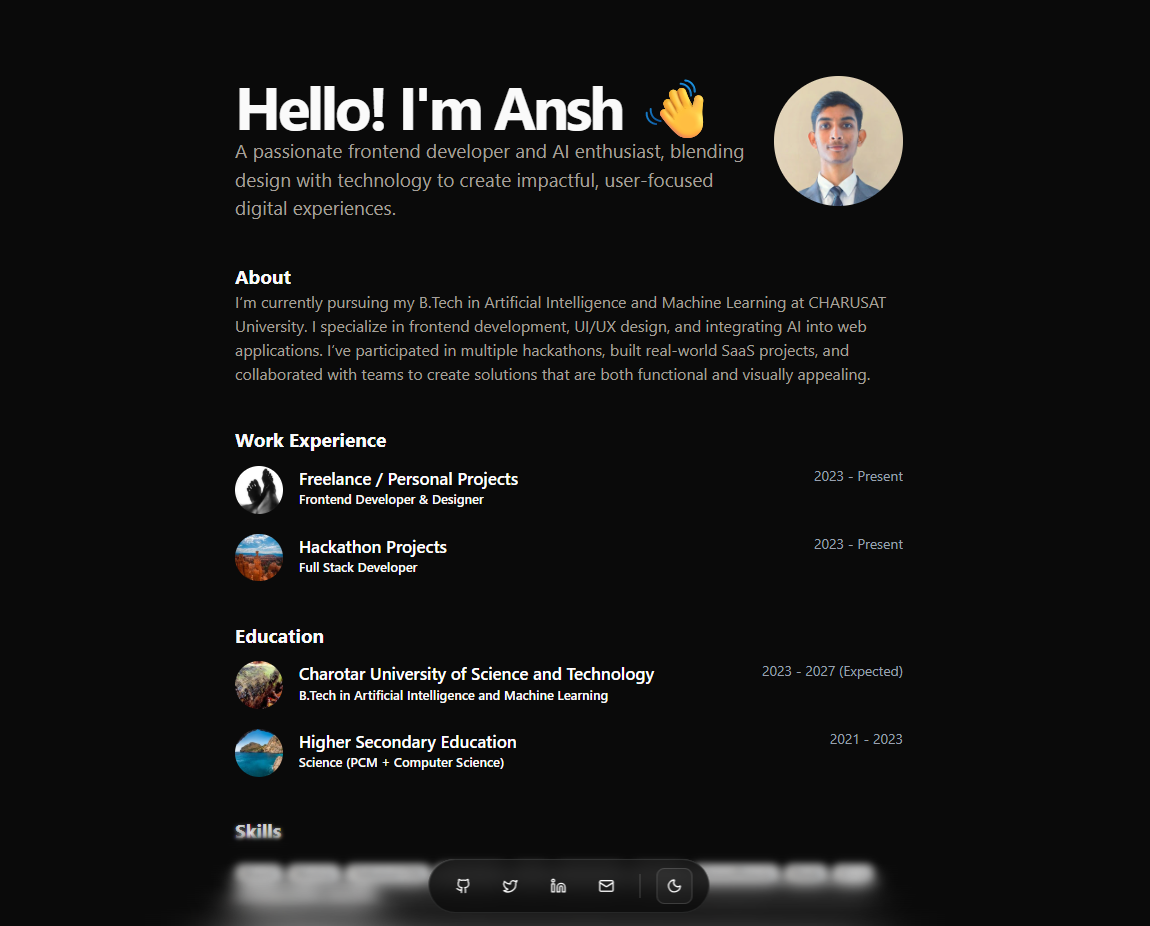 Hello! I'm Ansh 👋
A passionate frontend developer and AI enthusiast, blending
design with technology to create impactful, user-focused
digital experiences.
About
I’m currently pursuing my B.Tech in Artificial Intelligence and Machine Learning at CHARUSAT
University. I specialize in frontend development, UI/UX design, and integrating AI into web
applications. I’ve participated in multiple hackathons, built real-world SaaS projects, and
collaborated with teams to create solutions that are both functional and visually appealing.
Work Experience
Freelance / Personal Projects
2023 - Present
Frontend Developer & Designer
Hackathon Projects
2023 - Present
Full Stack Developer
Education
Charotar University of Science and Technology
2023 - 2027 (Expected)
B.Tech in Artificial Intelligence and Machine Learning
Higher Secondary Education
2021 - 2023
Science (PCM + Computer Science)
Skills